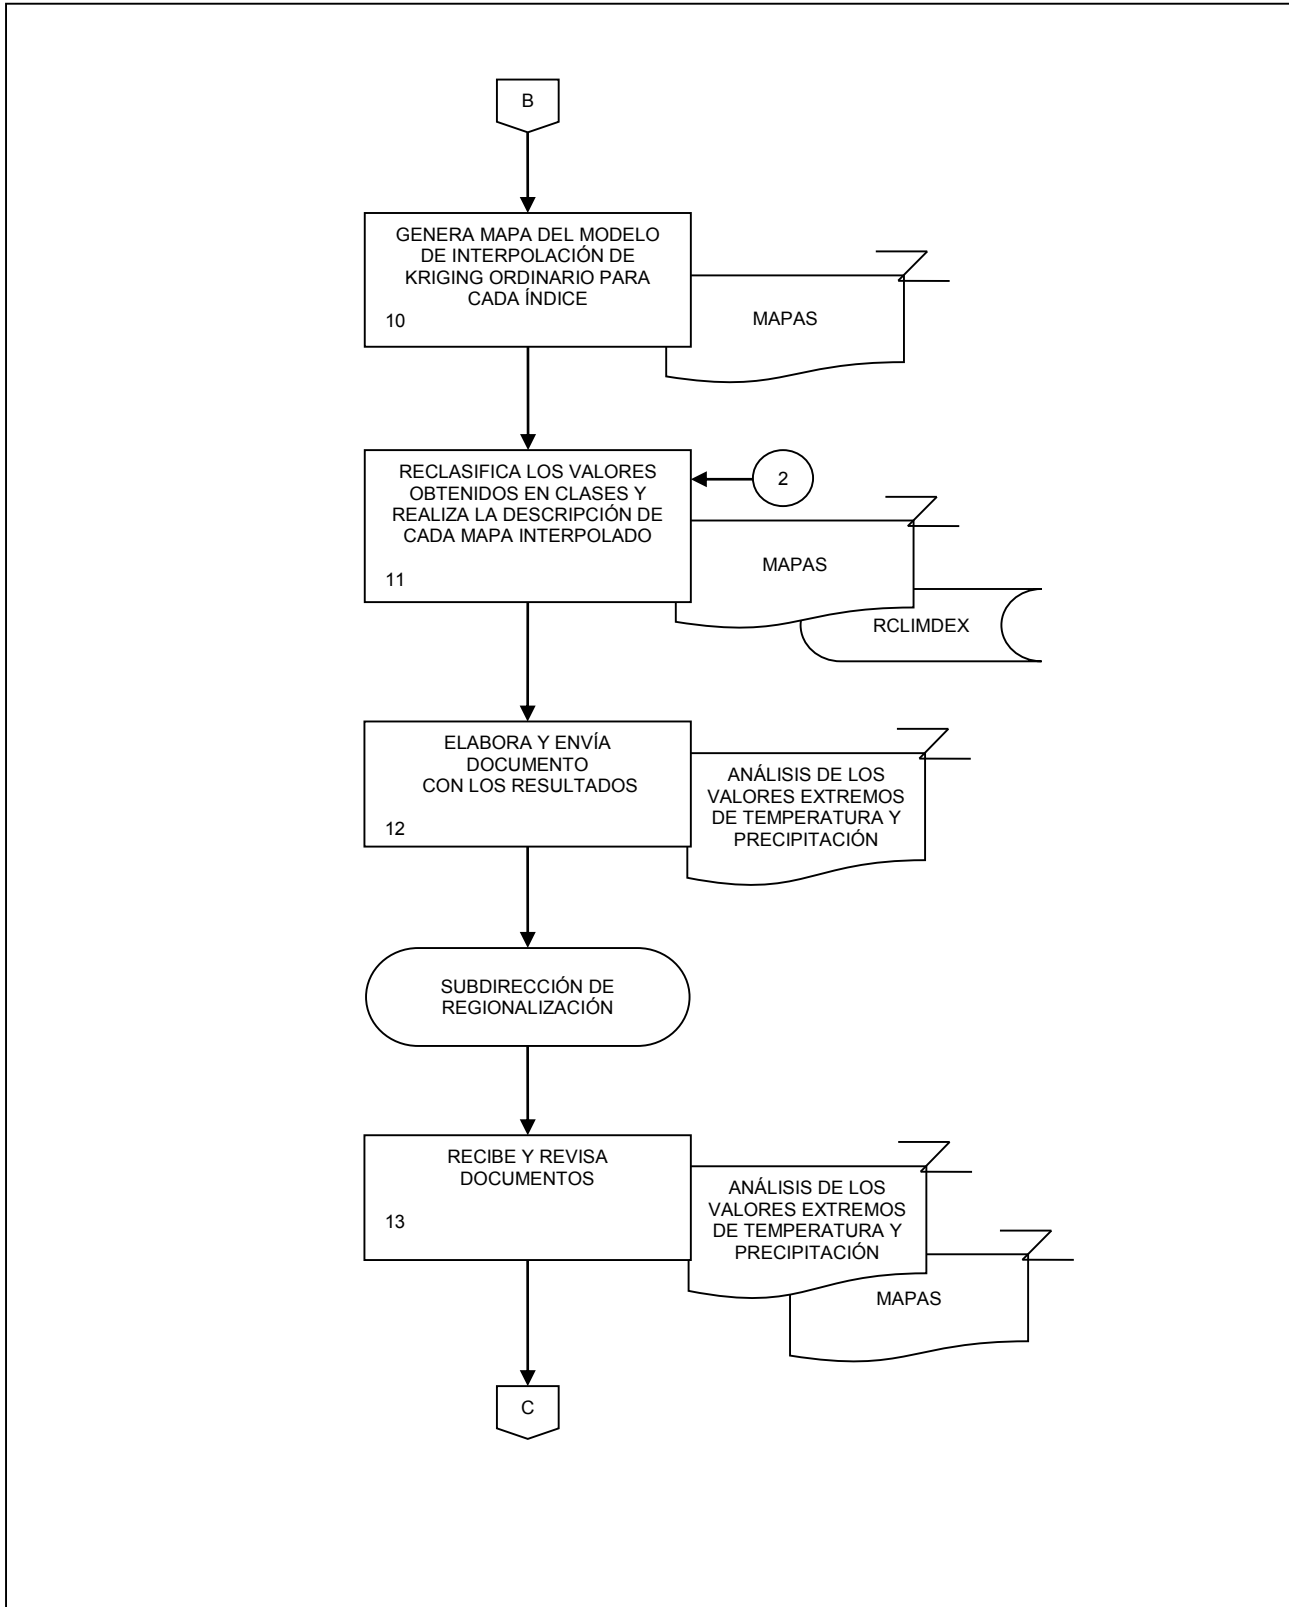 B
GENERA MAPA DEL MODELO
DE INTERPOLACIÓN DE
KRIGING ORDINARIO PARA
CADA ÍNDICE
10
MAPAS
RECLASIFICA LOS VALORES
OBTENIDOS EN CLASES Y
REALIZA LA DESCRIPCIÓN DE
CADA MAPA INTERPOLADO
11
2
MAPAS
RCLIMDEX
ELABORA Y ENVÍA
DOCUMENTO
CON LOS RESULTADOS
12
ANÁLISIS DE LOS
VALORES EXTREMOS
DE TEMPERATURA Y
PRECIPITACIÓN
SUBDIRECCIÓN DE
REGIONALIZACIÓN
RECIBE Y REVISA
DOCUMENTOS
13
ANÁLISIS DE LOS
VALORES EXTREMOS
DE TEMPERATURA Y
PRECIPITACIÓN
MAPAS
C